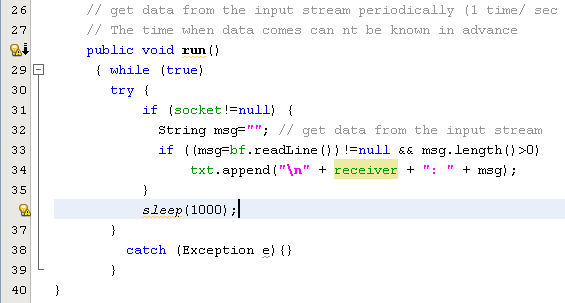 26 // get data from the input stream periodically (1 time/ sec
27 // The time when data comes can nt be known in advance
public void run()
29 { while (true)
30 try {
31 if (socket!=null) {
32 String msg=""; // get data from the input stream
33 if ((msg=bf.readLine())!=null && msg.length()>0)
34 txt.append("\n" + receiver + ": " + msg);
35 }
sleep(1000);
37 }
38 catch (Exception e){}
39 }
40 }